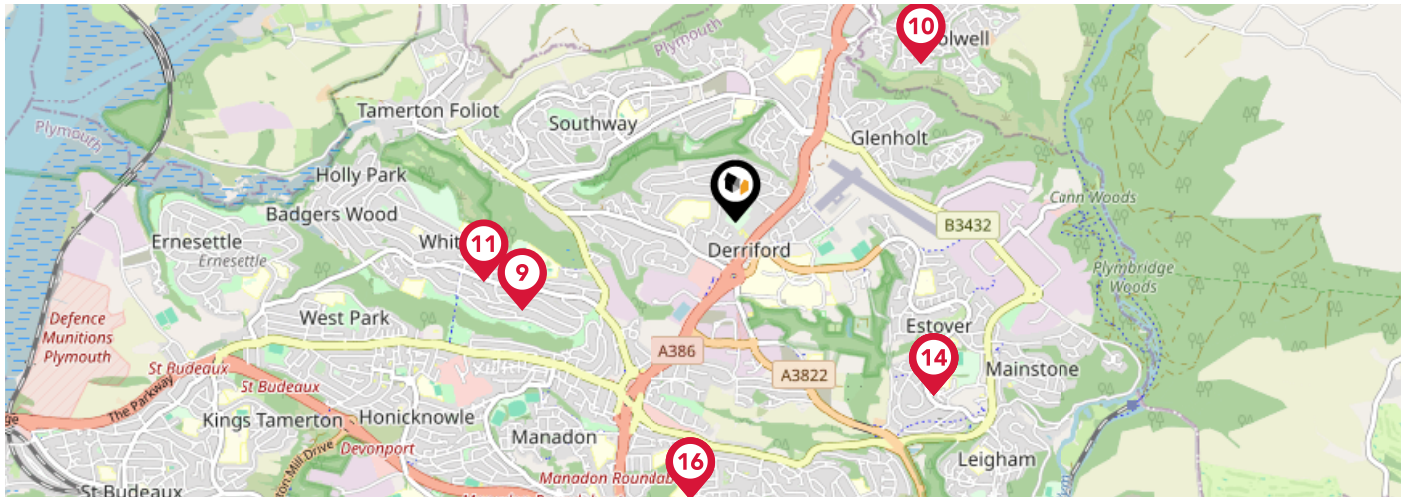 10
olwell
Plymouth
Tamerton Foliot
Southway
Plymouth
Glenholt
Holly Park
Cann Woods
Badgers Wood
B3432
Ernesettle
Ernesettle
Whit
11
Derriford
9
Plymbridge
Woods
Defence
Munitions
Plymouth
West Park
Estover
A386
14
St Budeaux
A3822
Mainstone
St Budeaux
The Parkway
Kings Tamerton
Honicknowle
Manadon
Devonport
Leigham
16
Manadon Roundab
St Budeaux